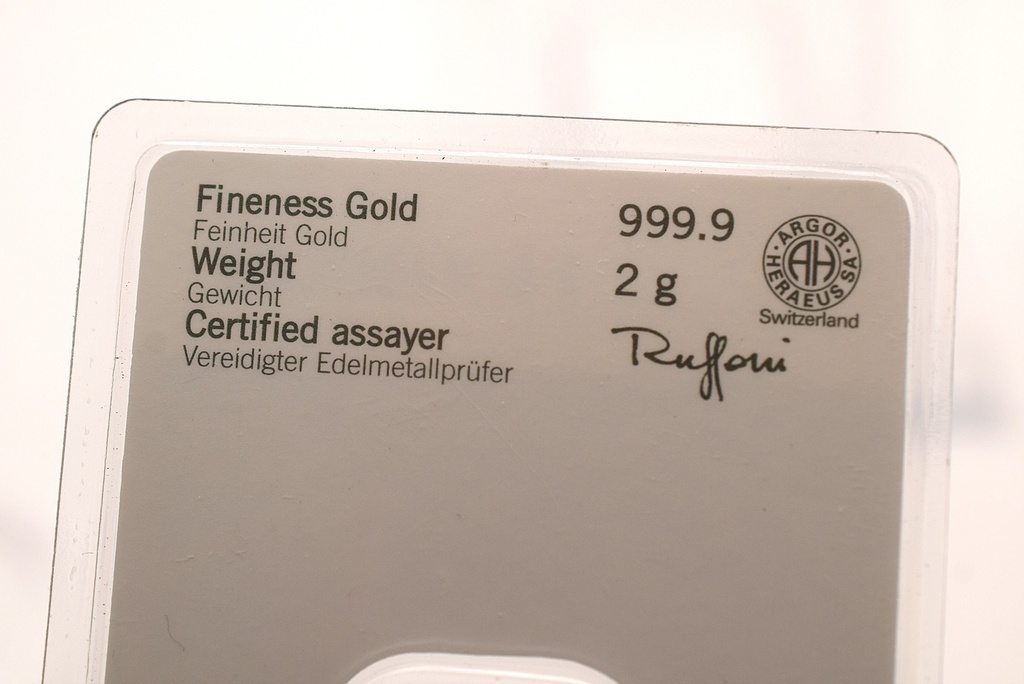 Fineness Gold 999.9
Feinheit Gold
Weight 2 g
Gewicht
Certified assayer Ruffoni
Vereidigter Edelmetallprüfer
ARGOR · HERAEUS SA ·
AH
Switzerland